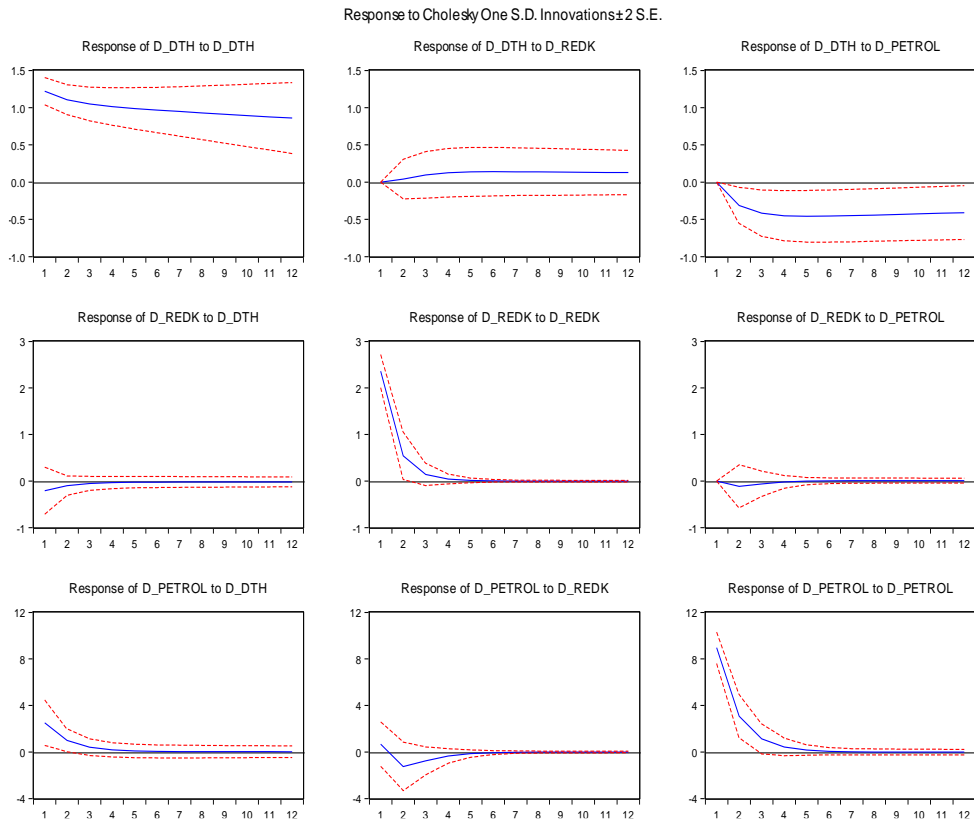 Response to Cholesky One S.D. Innovations ± 2 S.E.
Response of D_DTH to D_DTH
Response of D_DTH to D_REDK
Response of D_DTH to D_PETROL
1.5
1.0
0.5
0.0
-0.5
-1.0
1 2 3 4 5 6 7 8 9 10 11 12
1.5
1.0
0.5
0.0
-0.5
-1.0
1 2 3 4 5 6 7 8 9 10 11 12
1.5
1.0
0.5
0.0
-0.5
-1.0
1 2 3 4 5 6 7 8 9 10 11 12
Response of D_REDK to D_DTH
Response of D_REDK to D_REDK
Response of D_REDK to D_PETROL
3
2
1
0
-1
1 2 3 4 5 6 7 8 9 10 11 12
3
2
1
0
-1
1 2 3 4 5 6 7 8 9 10 11 12
3
2
1
0
-1
1 2 3 4 5 6 7 8 9 10 11 12
Response of D_PETROL to D_DTH
Response of D_PETROL to D_REDK
Response of D_PETROL to D_PETROL
12
8
4
0
-4
1 2 3 4 5 6 7 8 9 10 11 12
12
8
4
0
-4
1 2 3 4 5 6 7 8 9 10 11 12
12
8
4
0
-4
1 2 3 4 5 6 7 8 9 10 11 12